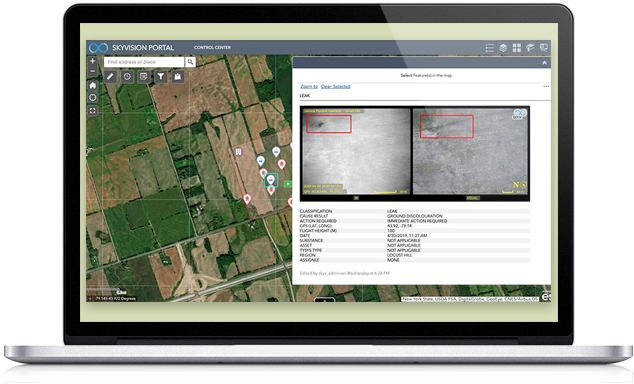 SKYVISION PORTAL CONTROL CENTER
Find address or place
Select Feature(s) in the map
Zoom to Clear Selected
LEAK
IR VISUAL
N
CLASSIFICATION LEAK
CAUSE RESULT GROUND DISCOLOURATION
ACTION REQUIRED IMMEDIATE ACTION REQUIRED
GPS (LAT, LONG) 43.92, -79.14
FLIGHT HEIGHT (M) 100
DATE 4/20/2019, 11:27 AM
SUBSTANCE NOT APPLICABLE
ASSET NOT APPLICABLE
TYSYS TYPE NOT APPLICABLE
REGION LOCUST HILL
ASSIGNEE NONE
Edited by skyx_admin on Wednesday at 6:26 PM
-79.143 43.922 Degrees
New York State, USDA FSA, DigitalGlobe, GeoEye, CNES/Airbus DS
es